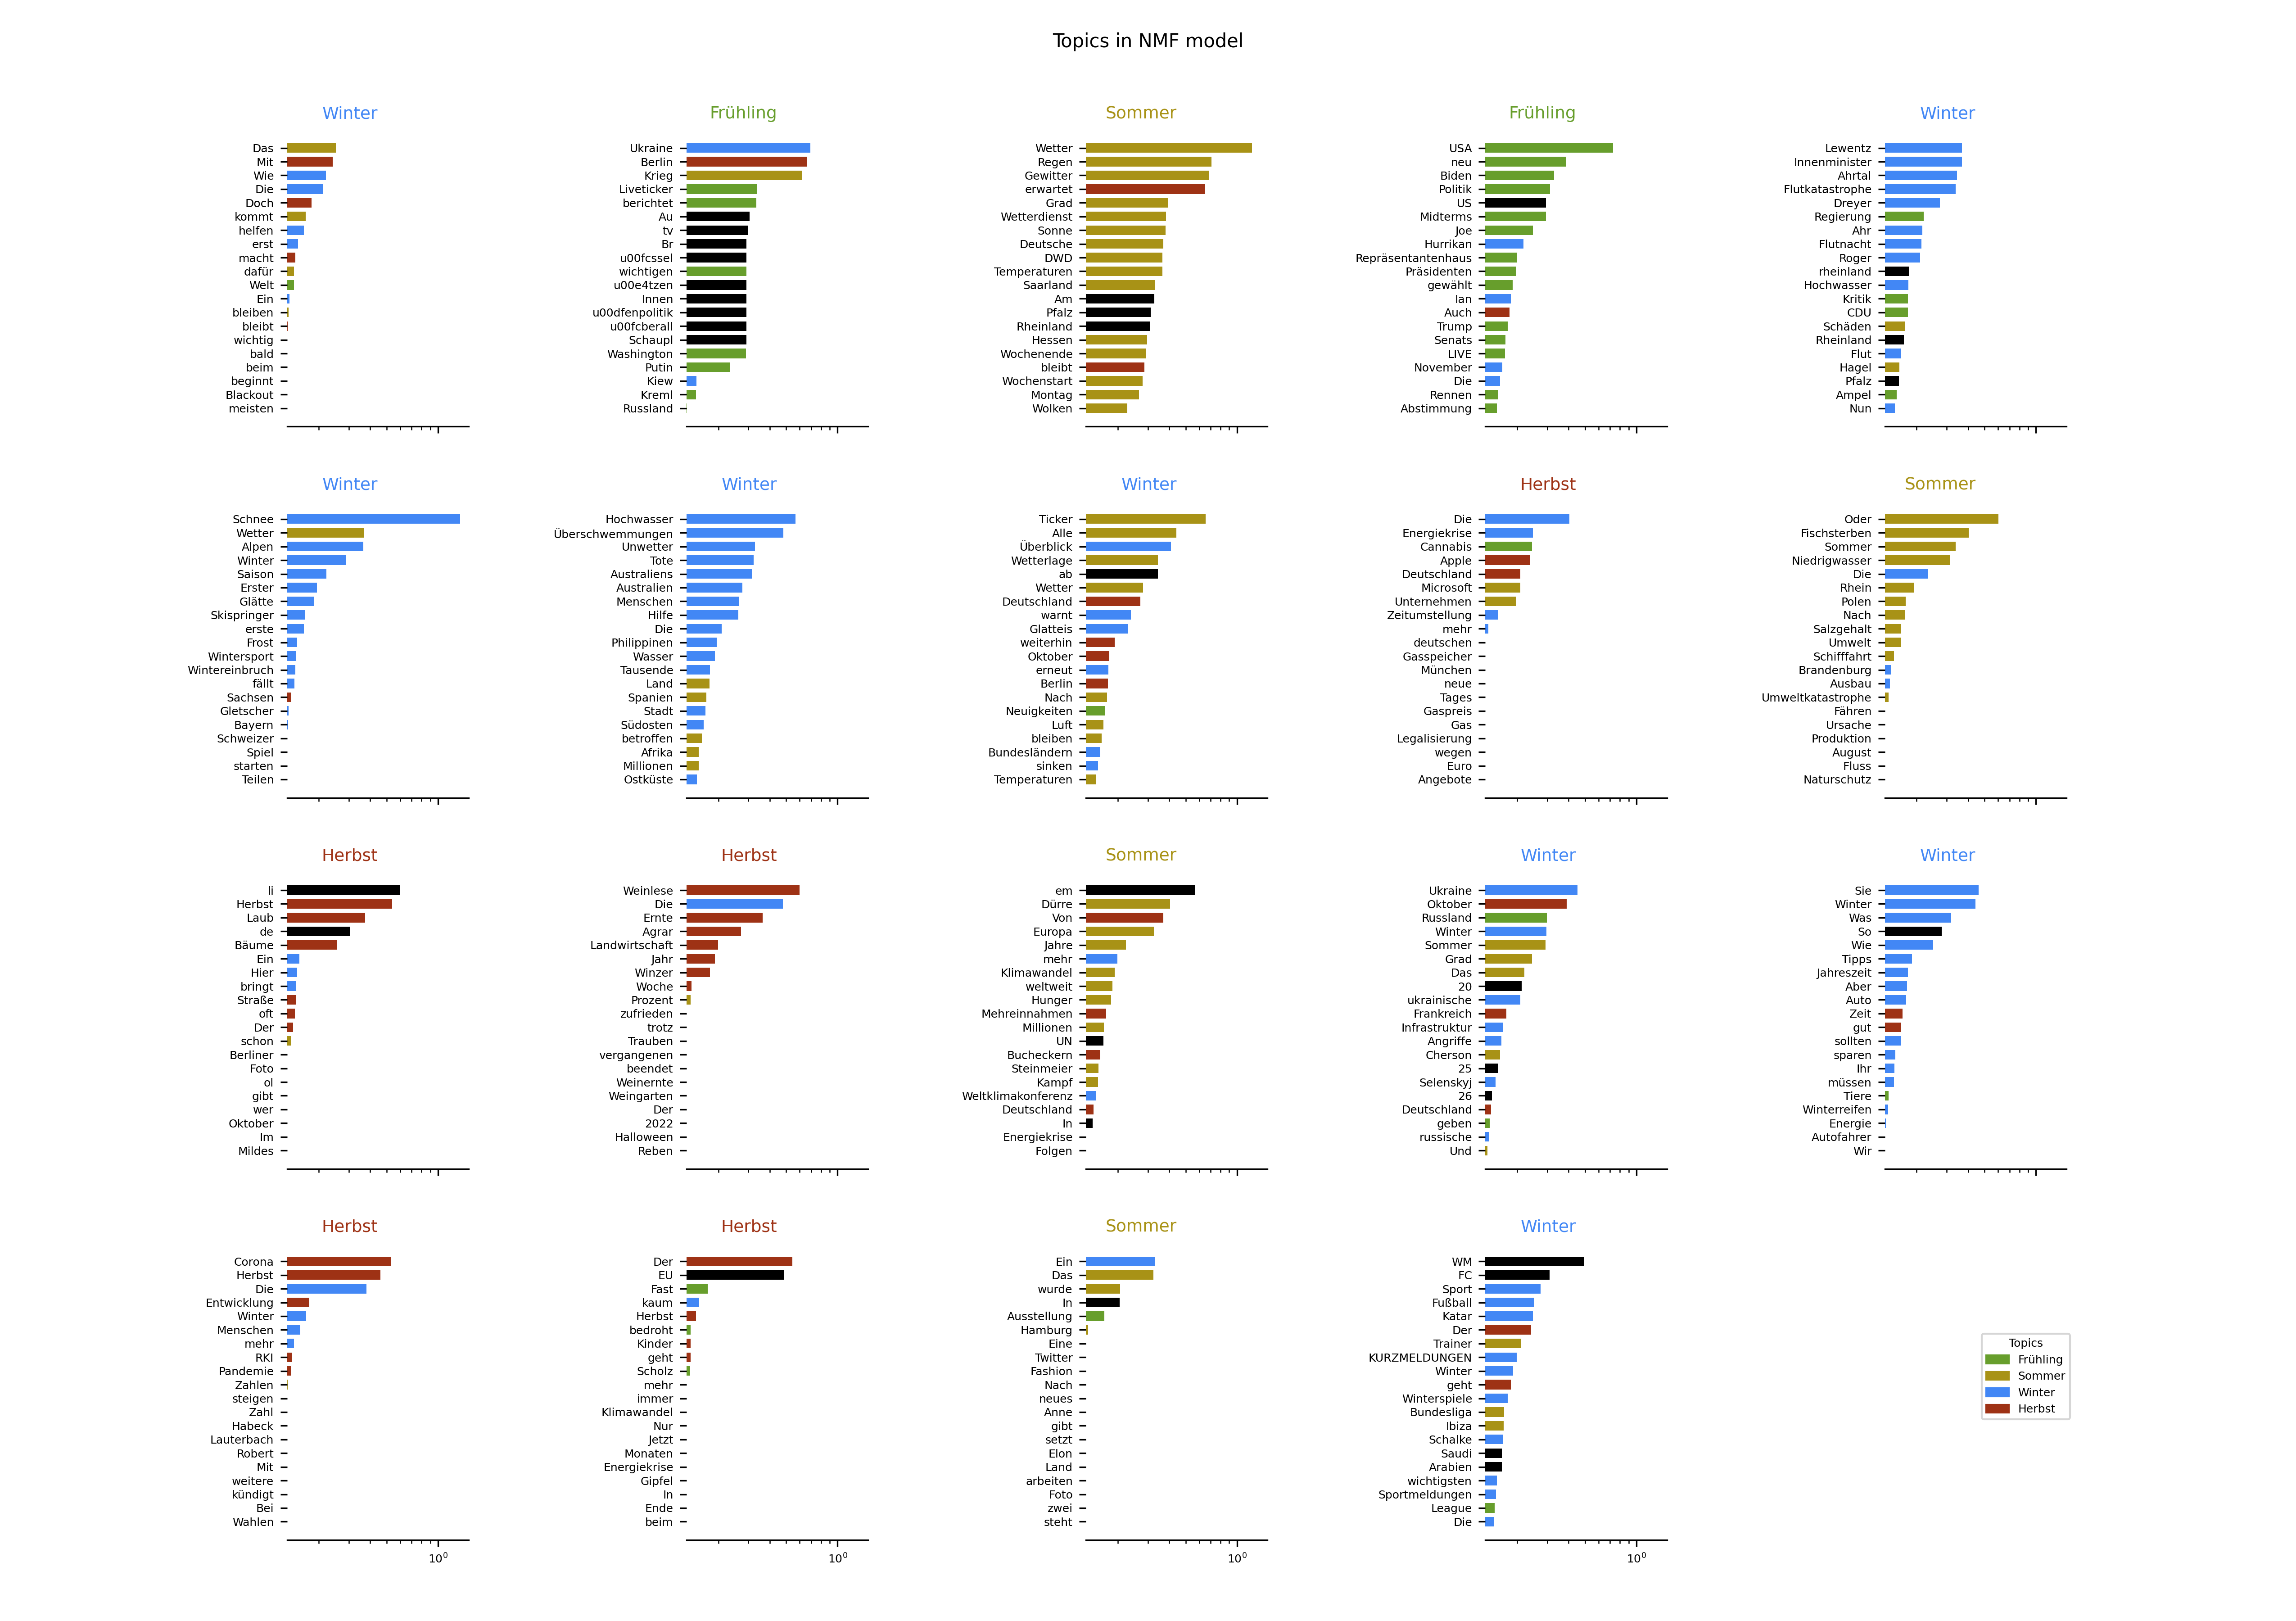 Topics in NMF model
Winter
Das
Mit
Wie
Die
Doch
kommt
helfen
erst
macht
dafür
Welt
Ein
bleiben
bleibt
wichtig
bald
beim
beginnt
Blackout
meisten
Frühling
Ukraine
Berlin
Krieg
Liveticker
berichtet
Au
tv
Br
u00fcssel
wichtigen
u00e4tzen
Innen
u00dfenpolitik
u00fcberall
Schaupl
Washington
Putin
Kiew
Kreml
Russland
Sommer
Wetter
Regen
Gewitter
erwartet
Grad
Wetterdienst
Sonne
Deutsche
DWD
Temperaturen
Saarland
Am
Pfalz
Rheinland
Hessen
Wochenende
bleibt
Wochenstart
Montag
Wolken
Frühling
USA
neu
Biden
Politik
US
Midterms
Joe
Hurrikan
Repräsentantenhaus
Präsidenten
gewählt
Ian
Auch
Trump
Senats
LIVE
November
Die
Rennen
Abstimmung
Winter
Lewentz
Innenminister
Ahrtal
Flutkatastrophe
Dreyer
Regierung
Ahr
Flutnacht
Roger
rheinland
Hochwasser
Kritik
CDU
Schäden
Rheinland
Flut
Hagel
Pfalz
Ampel
Nun
Winter
Schnee
Wetter
Alpen
Winter
Saison
Erster
Glätte
Skispringer
erste
Frost
Wintersport
Wintereinbruch
fällt
Sachsen
Gletscher
Bayern
Schweizer
Spiel
starten
Teilen
Winter
Hochwasser
Überschwemmungen
Unwetter
Tote
Australiens
Australien
Menschen
Hilfe
Die
Philippinen
Wasser
Tausende
Land
Spanien
Stadt
Südosten
betroffen
Afrika
Millionen
Ostküste
Winter
Ticker
Alle
Überblick
Wetterlage
ab
Wetter
Deutschland
warnt
Glatteis
weiterhin
Oktober
erneut
Berlin
Nach
Neuigkeiten
Luft
bleiben
Bundesländern
sinken
Temperaturen
Herbst
Die
Energiekrise
Cannabis
Apple
Deutschland
Microsoft
Unternehmen
Zeitumstellung
mehr
deutschen
Gasspeicher
München
neue
Tages
Gaspreis
Gas
Legalisierung
wegen
Euro
Angebote
Sommer
Oder
Fischsterben
Sommer
Niedrigwasser
Die
Rhein
Polen
Nach
Salzgehalt
Umwelt
Schifffahrt
Brandenburg
Ausbau
Umweltkatastrophe
Fähren
Ursache
Produktion
August
Fluss
Naturschutz
Herbst
li
Herbst
Laub
de
Bäume
Ein
Hier
bringt
Straße
oft
Der
schon
Berliner
Foto
ol
gibt
wer
Oktober
Im
Mildes
Herbst
Weinlese
Die
Ernte
Agrar
Landwirtschaft
Jahr
Winzer
Woche
Prozent
zufrieden
trotz
Trauben
vergangenen
beendet
Weinernte
Weingarten
Der
2022
Halloween
Reben
Sommer
em
Dürre
Von
Europa
Jahre
mehr
Klimawandel
weltweit
Hunger
Mehreinnahmen
Millionen
UN
Bucheckern
Steinmeier
Kampf
Weltklimakonferenz
Deutschland
In
Energiekrise
Folgen
Winter
Ukraine
Oktober
Russland
Winter
Sommer
Grad
Das
20
ukrainische
Frankreich
Infrastruktur
Angriffe
Cherson
25
Selenskyj
26
Deutschland
geben
russische
Und
Winter
Sie
Winter
Was
So
Wie
Tipps
Jahreszeit
Aber
Auto
Zeit
gut
sollten
sparen
Ihr
müssen
Tiere
Winterreifen
Energie
Autofahrer
Wir
Herbst
Corona
Herbst
Die
Entwicklung
Winter
Menschen
mehr
RKI
Pandemie
Zahlen
steigen
Zahl
Habeck
Lauterbach
Robert
Mit
weitere
kündigt
Bei
Wahlen
10⁰
Herbst
Der
EU
Fast
kaum
Herbst
bedroht
Kinder
geht
Scholz
mehr
immer
Klimawandel
Nur
Jetzt
Monaten
Energiekrise
Gipfel
In
Ende
beim
10⁰
Sommer
Ein
Das
wurde
In
Ausstellung
Hamburg
Eine
Twitter
Fashion
Nach
neues
Anne
gibt
setzt
Elon
Land
arbeiten
Foto
zwei
steht
10⁰
Winter
WM
FC
Sport
Fußball
Katar
Der
Trainer
KURZMELDUNGEN
Winter
geht
Winterspiele
Bundesliga
Ibiza
Schalke
Saudi
Arabien
wichtigsten
Sportmeldungen
League
Die
10⁰
Topics
Frühling
Sommer
Winter
Herbst